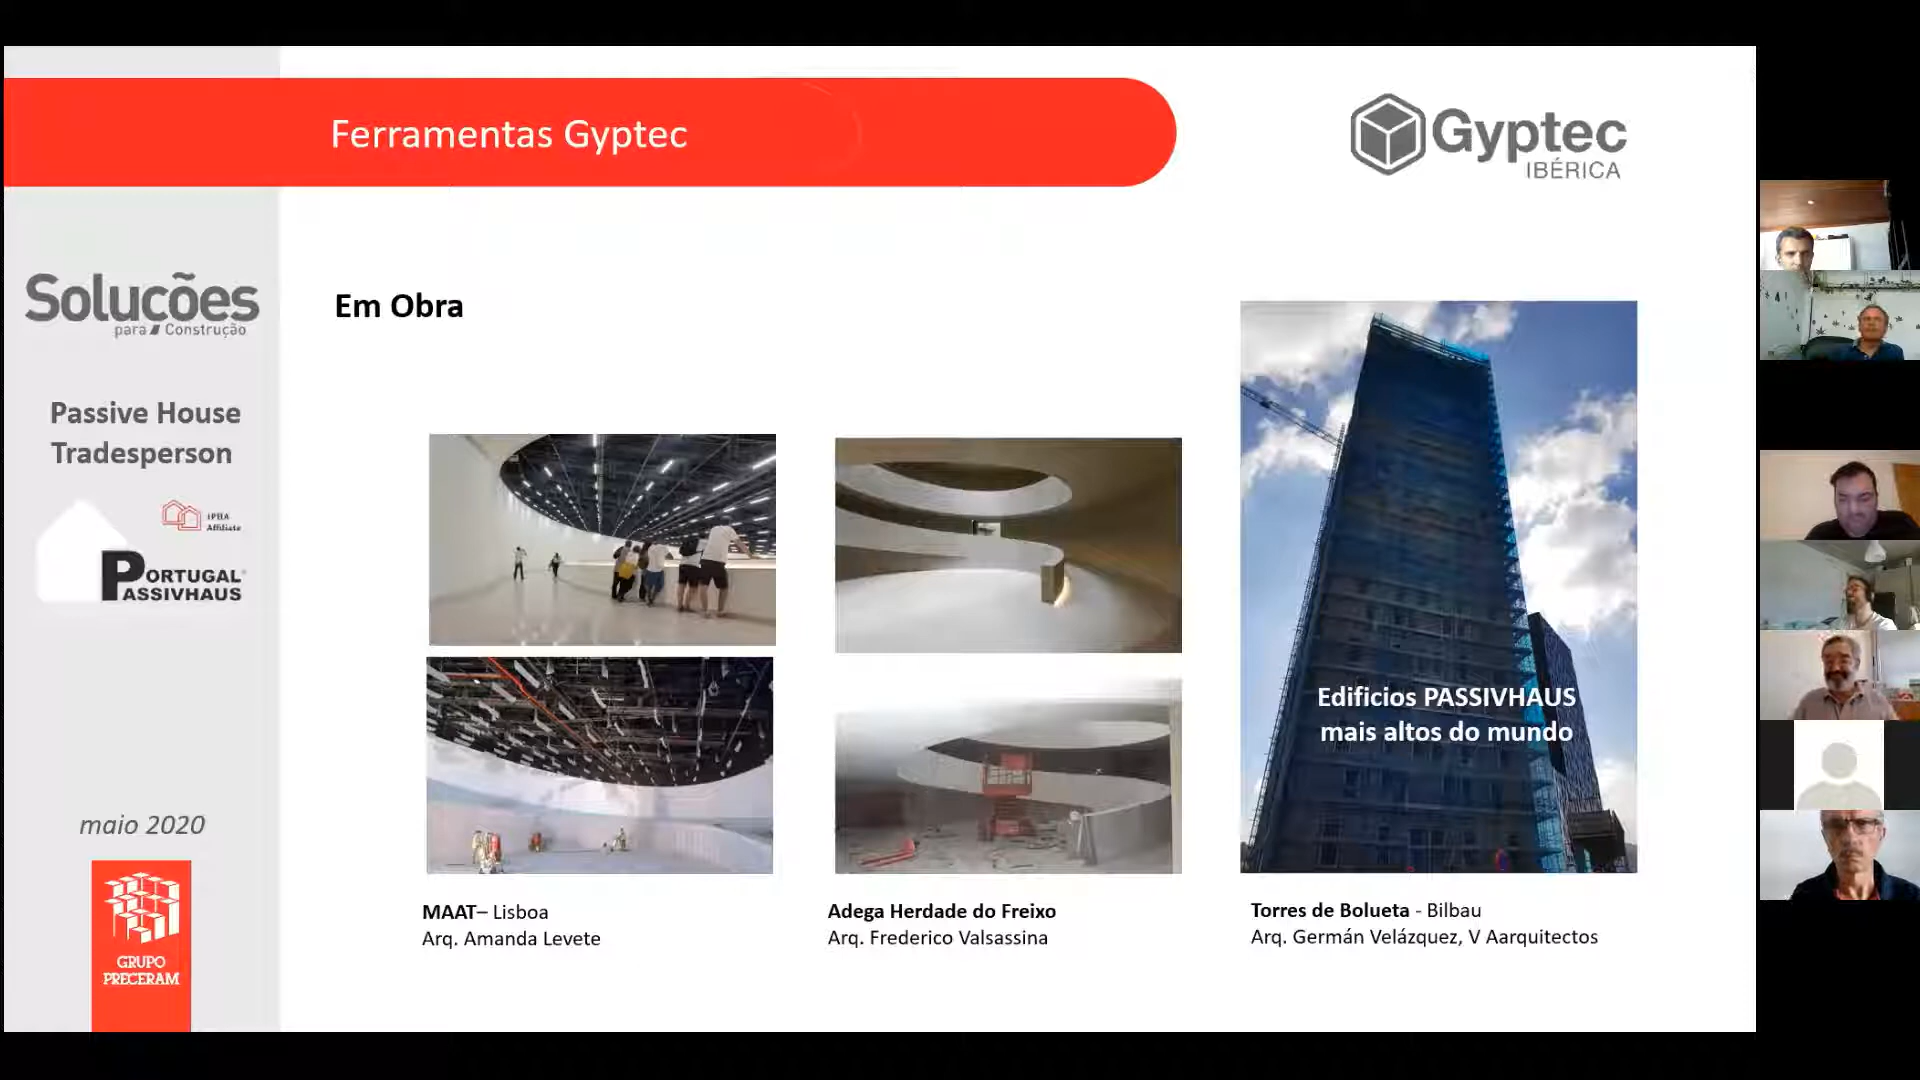 Ferramentas Gyptec
Gyptec
IBÉRICA
Soluções
para Construção
Passive House
Tradesperson
iPHA
Affiliate
PORTUGAL
PASSIVHAUS
maio 2020
GRUPO
PRECERAM
Em Obra
Edificios PASSIVHAUS
mais altos do mundo
MAAT– Lisboa
Arq. Amanda Levete
Adega Herdade do Freixo
Arq. Frederico Valsassina
Torres de Bolueta - Bilbau
Arq. Germán Velázquez, V Aarquitectos